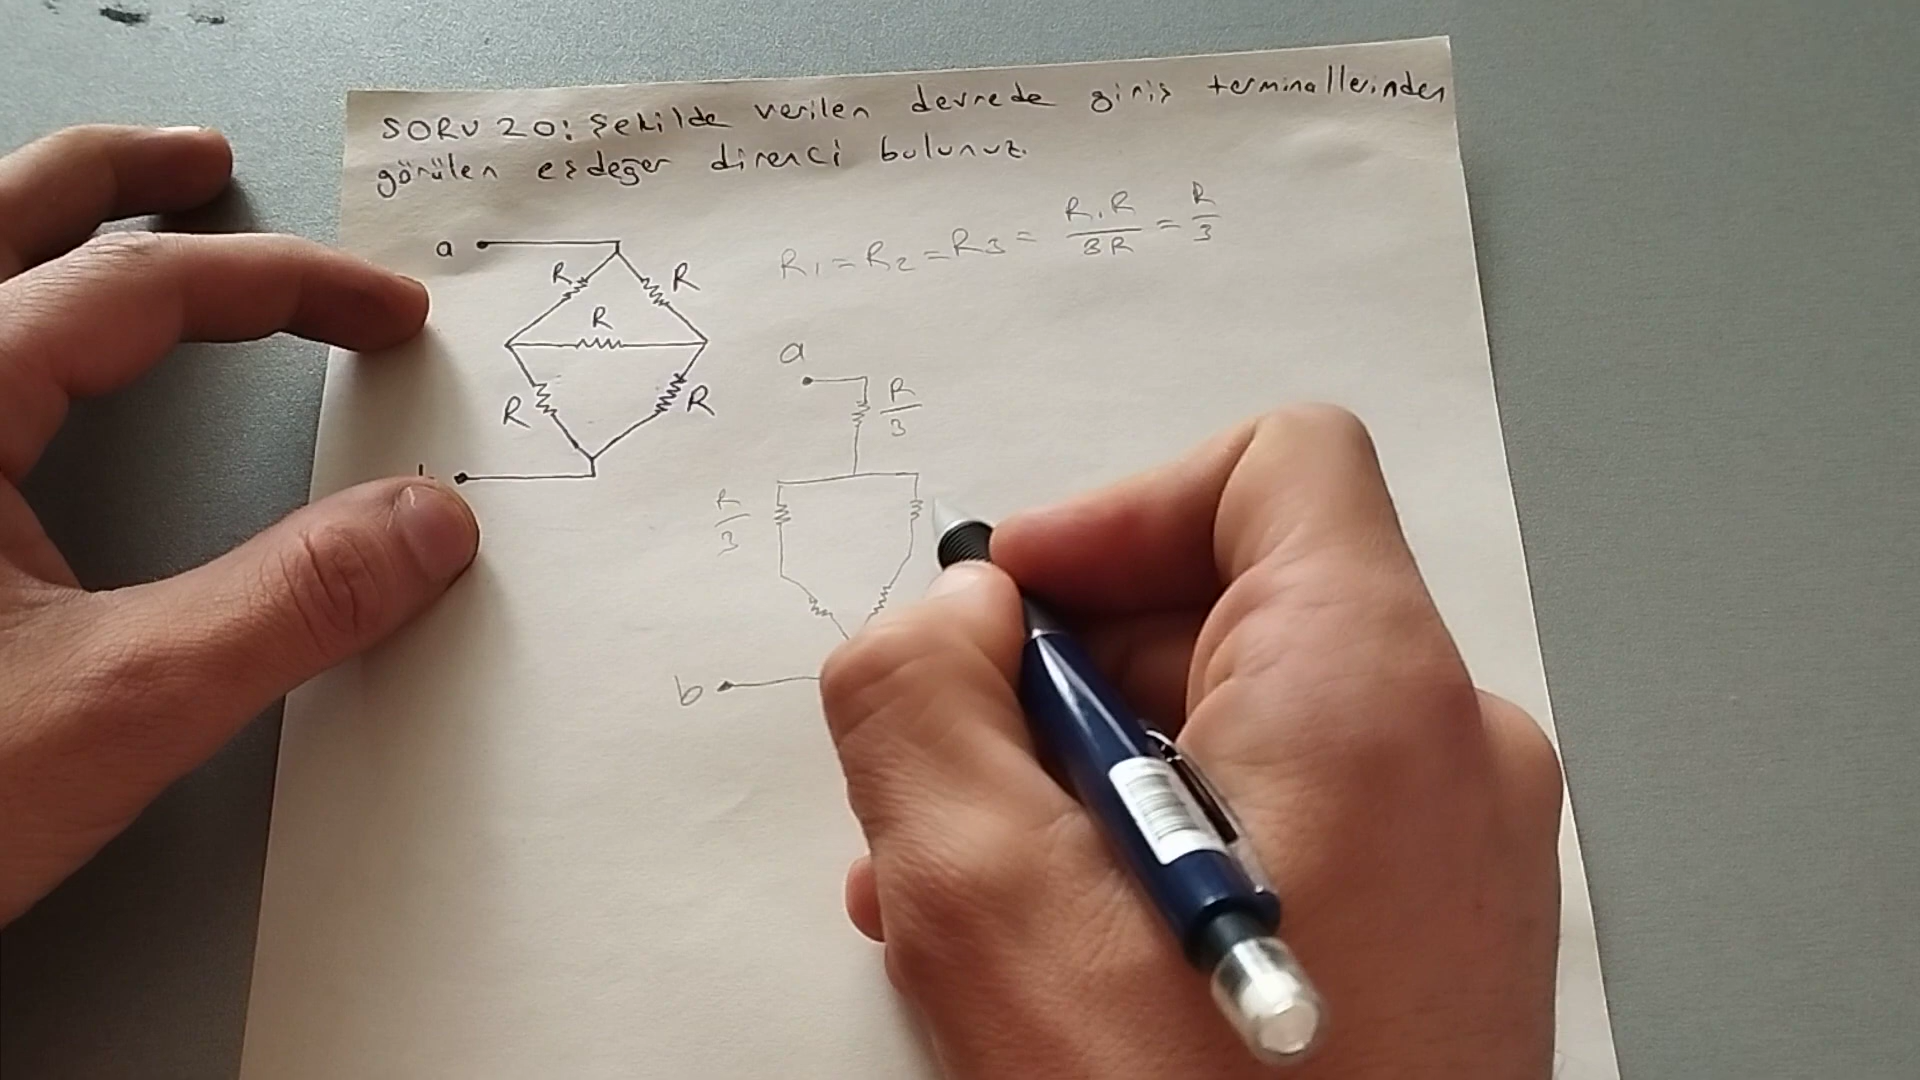 SORU 20: Şekilde verilen devrede giriş terminallerinden
görülen eşdeğer direnci bulunuz.
R₁ = R₂ = R₃ = R.R/3R = R/3
a
R
R
R
R
R
a
R/3
R/3
b